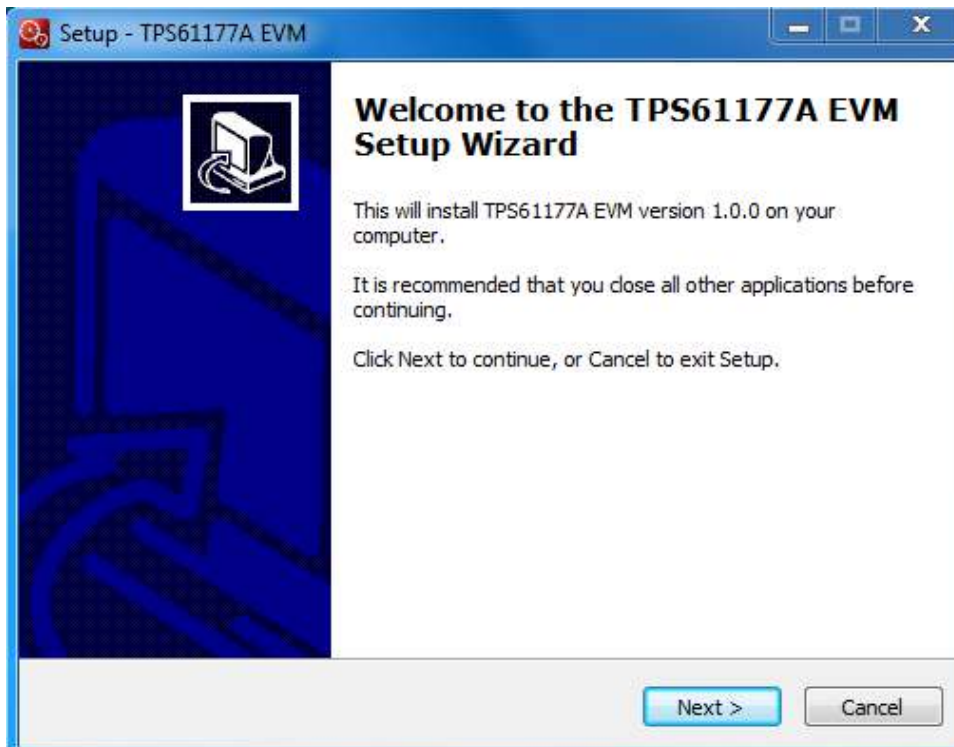 Setup - TPS61177A EVM
Welcome to the TPS61177A EVM
Setup Wizard
This will install TPS61177A EVM version 1.0.0 on your
computer.
It is recommended that you close all other applications before
continuing.
Click Next to continue, or Cancel to exit Setup.
Next >
Cancel